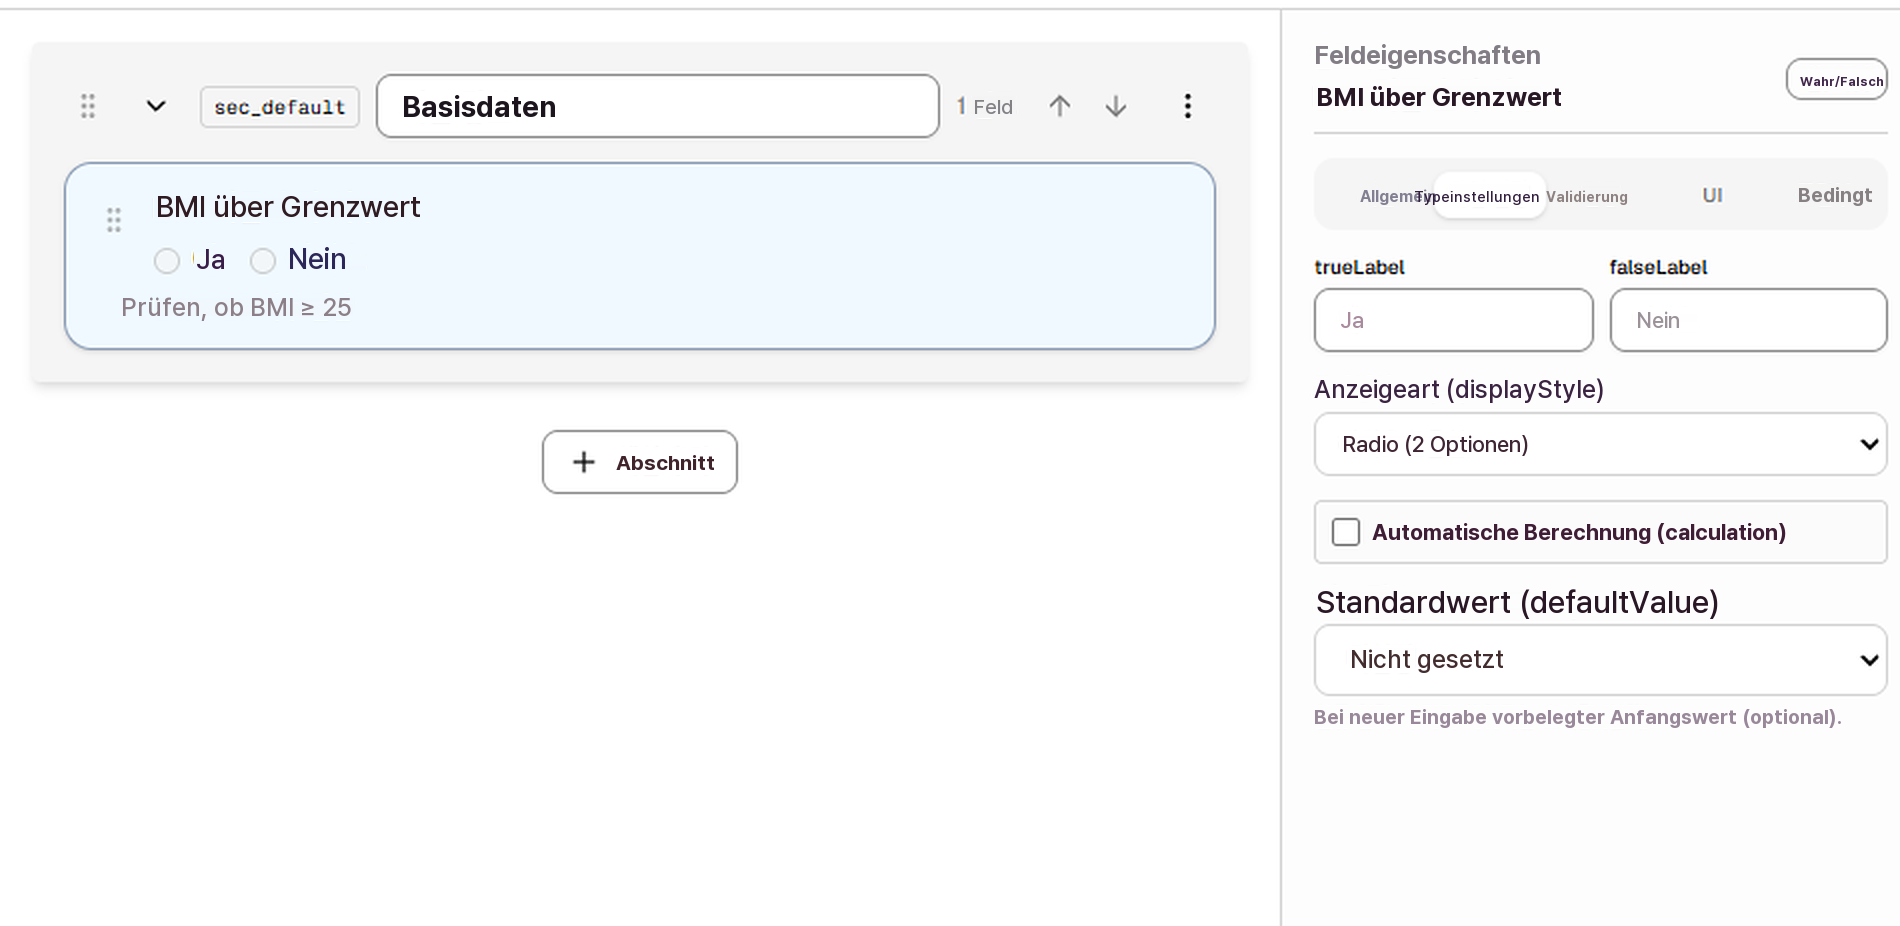 sec_default Basisdaten 1 Feld
BMI über Grenzwert
Ja Nein
Prüfen, ob BMI ≥ 25
+ Abschnitt
Feldeigenschaften
BMI über Grenzwert
Wahr/Falsch
Allgemein Typeinstellungen Validierung UI Bedingt
trueLabel falseLabel
Ja Nein
Anzeigeart (displayStyle)
Radio (2 Optionen)
Automatische Berechnung (calculation)
Standardwert (defaultValue)
Nicht gesetzt
Bei neuer Eingabe vorbelegter Anfangswert (optional).